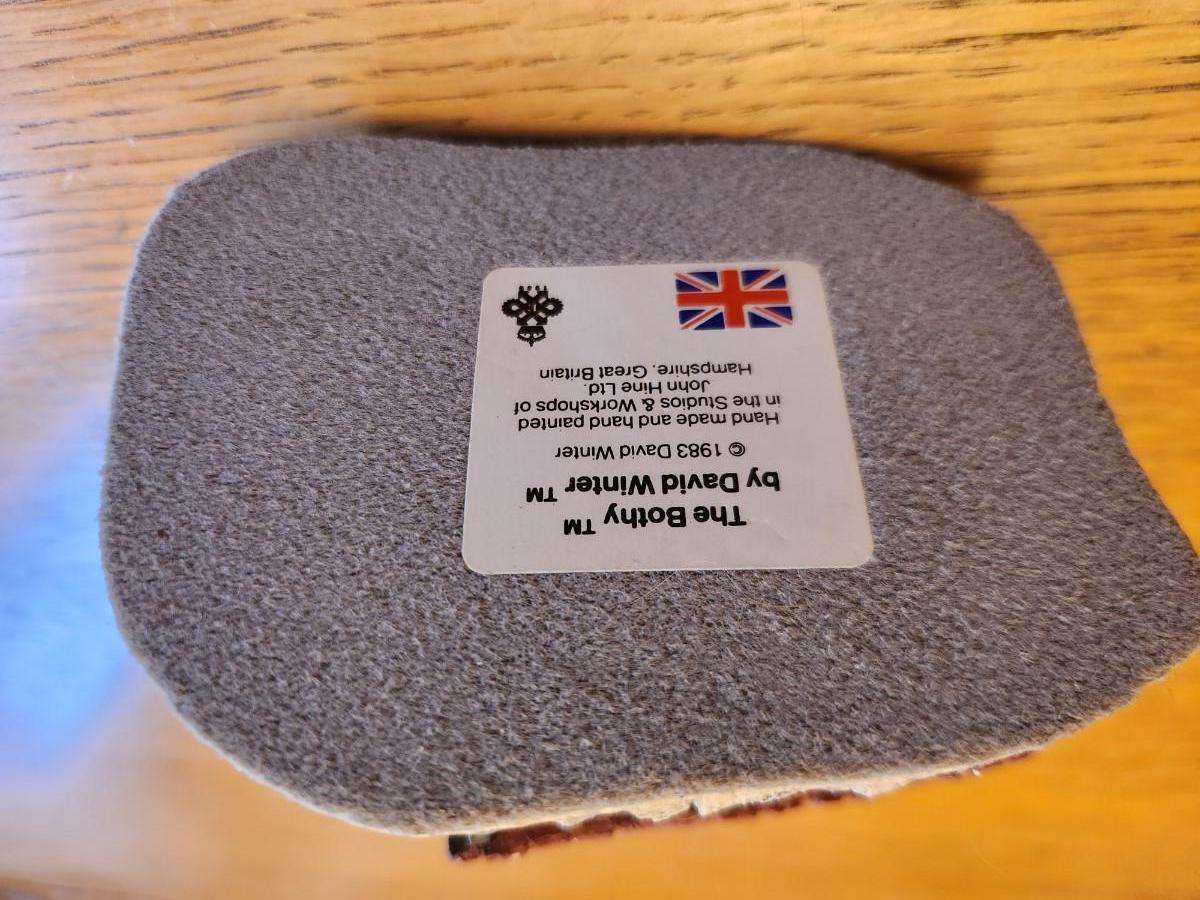 The Bothy ™
by David Winter ™
© 1983 David Winter
Hand made and hand painted
in the Studios & Workshops of
John Hine Ltd.
Hampshire, Great Britain